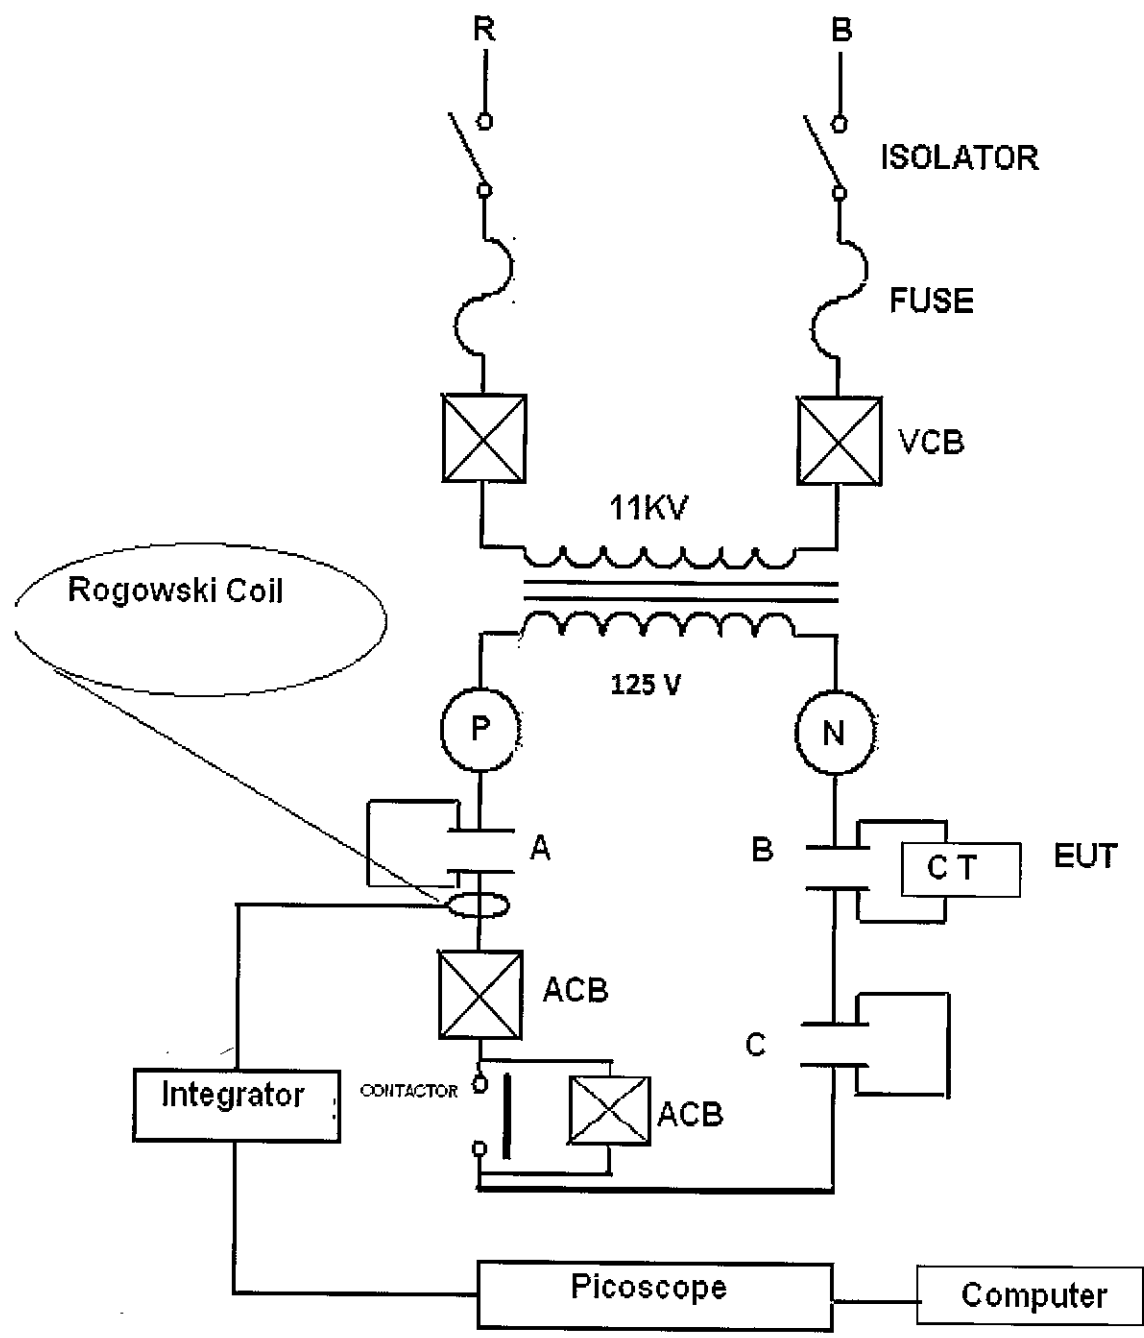 R
B
ISOLATOR
FUSE
VCB
11KV
Rogowski Coil
125 V
P
N
A
B
C T
EUT
ACB
C
Integrator
CONTACTOR
ACB
Picoscope
Computer